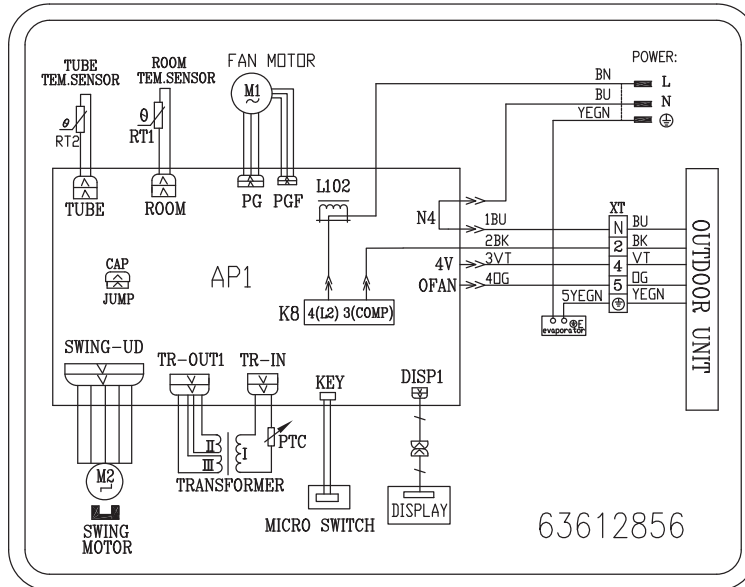 TUBE
TEM.SENSOR
ROOM
TEM.SENSOR
FAN MOTOR
POWER:
M1
~
BN
L
BU
N
YEGN
θ
RT2
θ
RT1
L102
TUBE
ROOM
PG
PGF
N4
XT
1BU
N
BU
2BK
2
BK
4V
3VT
4
VT
OFAN
4OG
5
OG
5YEGN
YEGN
OUTDOOR UNIT
CAP
JUMP
AP1
K8
4(L2)
3(COMP)
E
evaporator
SWING-UD
TR-OUT1
TR-IN
KEY
DISP1
II
III
I
PTC
TRANSFORMER
M2
SWING
MOTOR
MICRO SWITCH
DISPLAY
63612856